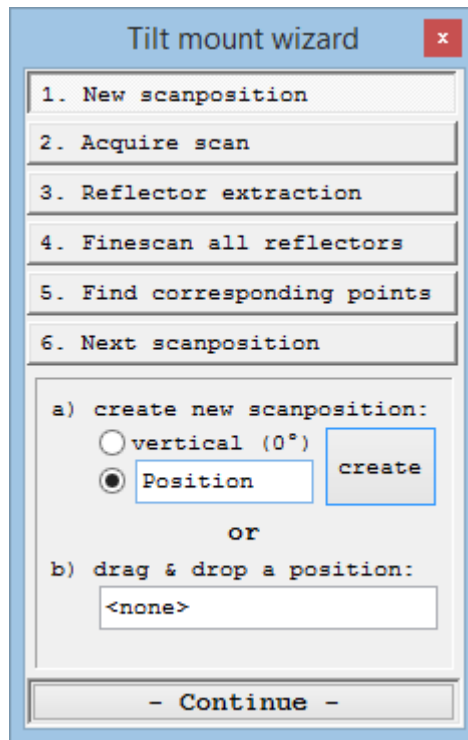 Tilt mount wizard
x
1. New scanposition
2. Acquire scan
3. Reflector extraction
4. Finescan all reflectors
5. Find corresponding points
6. Next scanposition
a) create new scanposition:
vertical (0°)
Position
create
or
b) drag & drop a position:
<none>
- Continue -